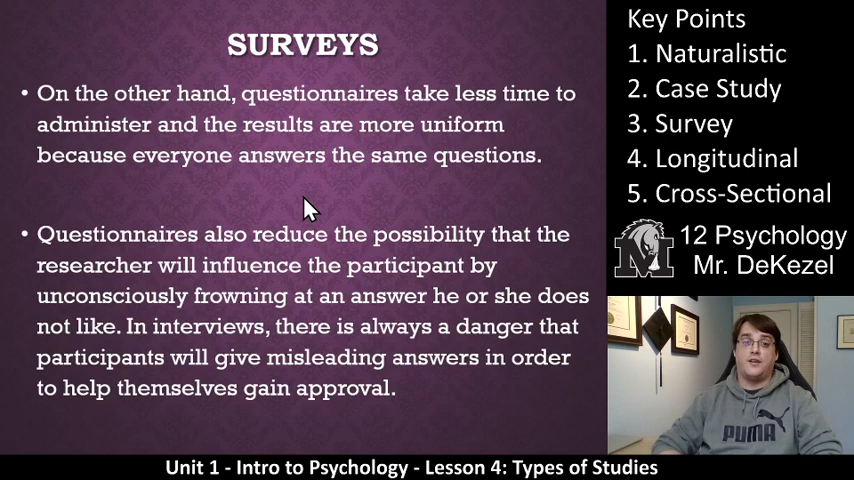 SURVEYS
• On the other hand, questionnaires take less time to
administer and the results are more uniform
because everyone answers the same questions.
• Questionnaires also reduce the possibility that the
researcher will influence the participant by
unconsciously frowning at an answer he or she does
not like. In interviews, there is always a danger that
participants will give misleading answers in order
to help themselves gain approval.
Key Points
1. Naturalistic
2. Case Study
3. Survey
4. Longitudinal
5. Cross-Sectional
M
12 Psychology
Mr. DeKezel
PUMA
Unit 1 - Intro to Psychology - Lesson 4: Types of Studies